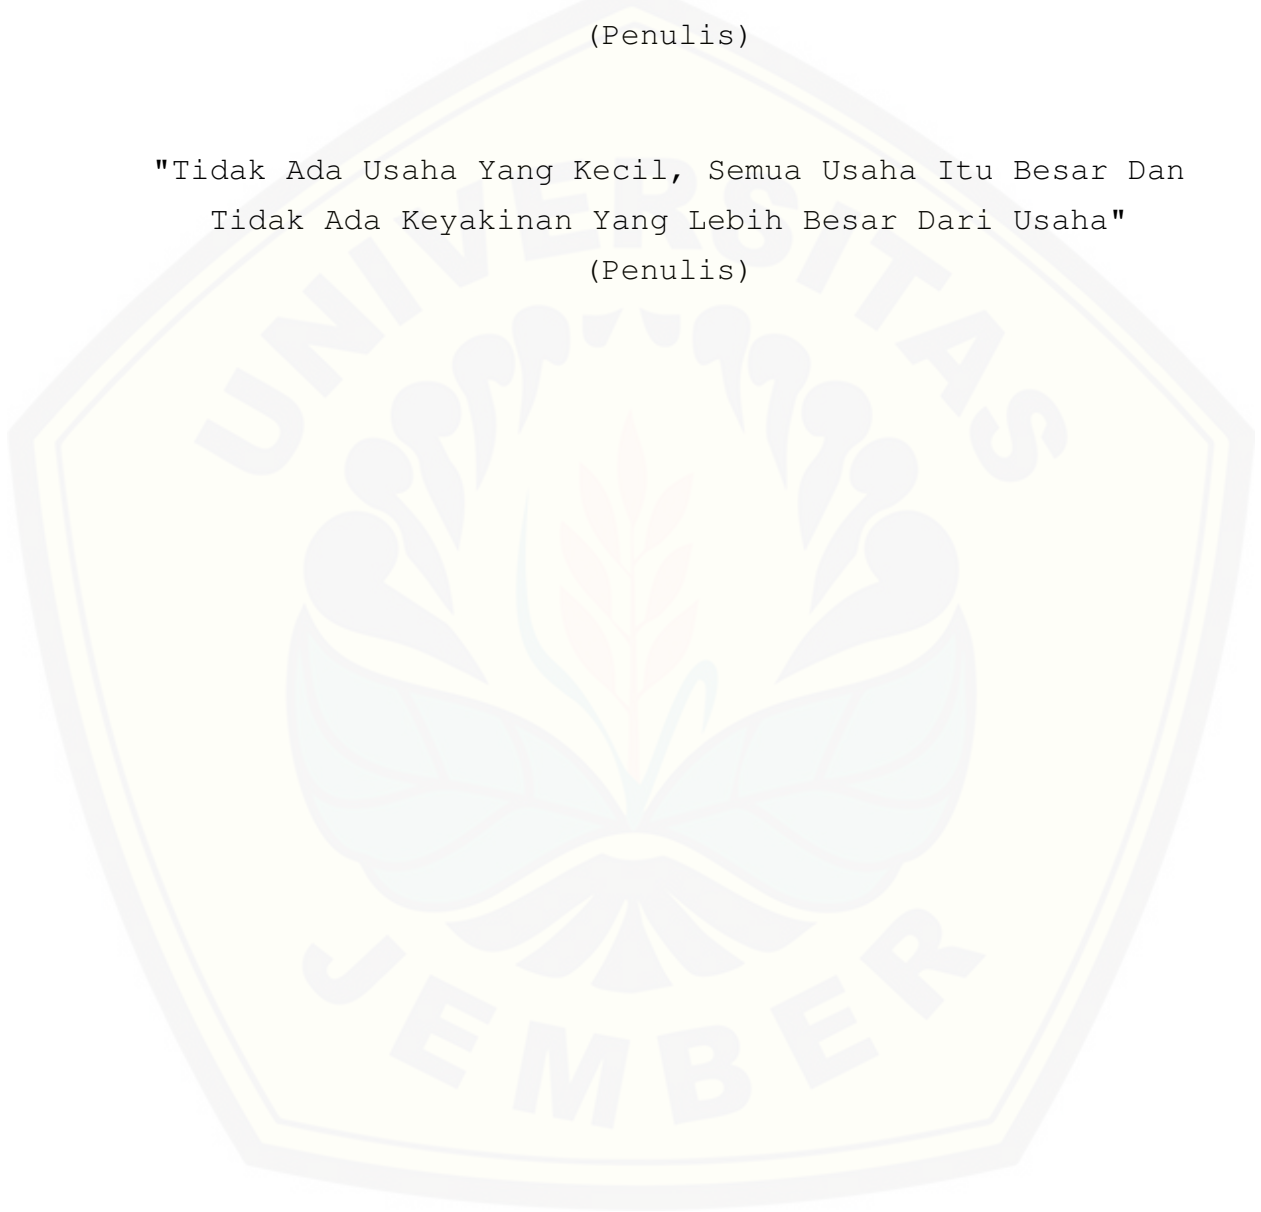 (Penulis)
"Tidak Ada Usaha Yang Kecil, Semua Usaha Itu Besar Dan
Tidak Ada Keyakinan Yang Lebih Besar Dari Usaha"
(Penulis)
UNIVERSITAS
JEMBER